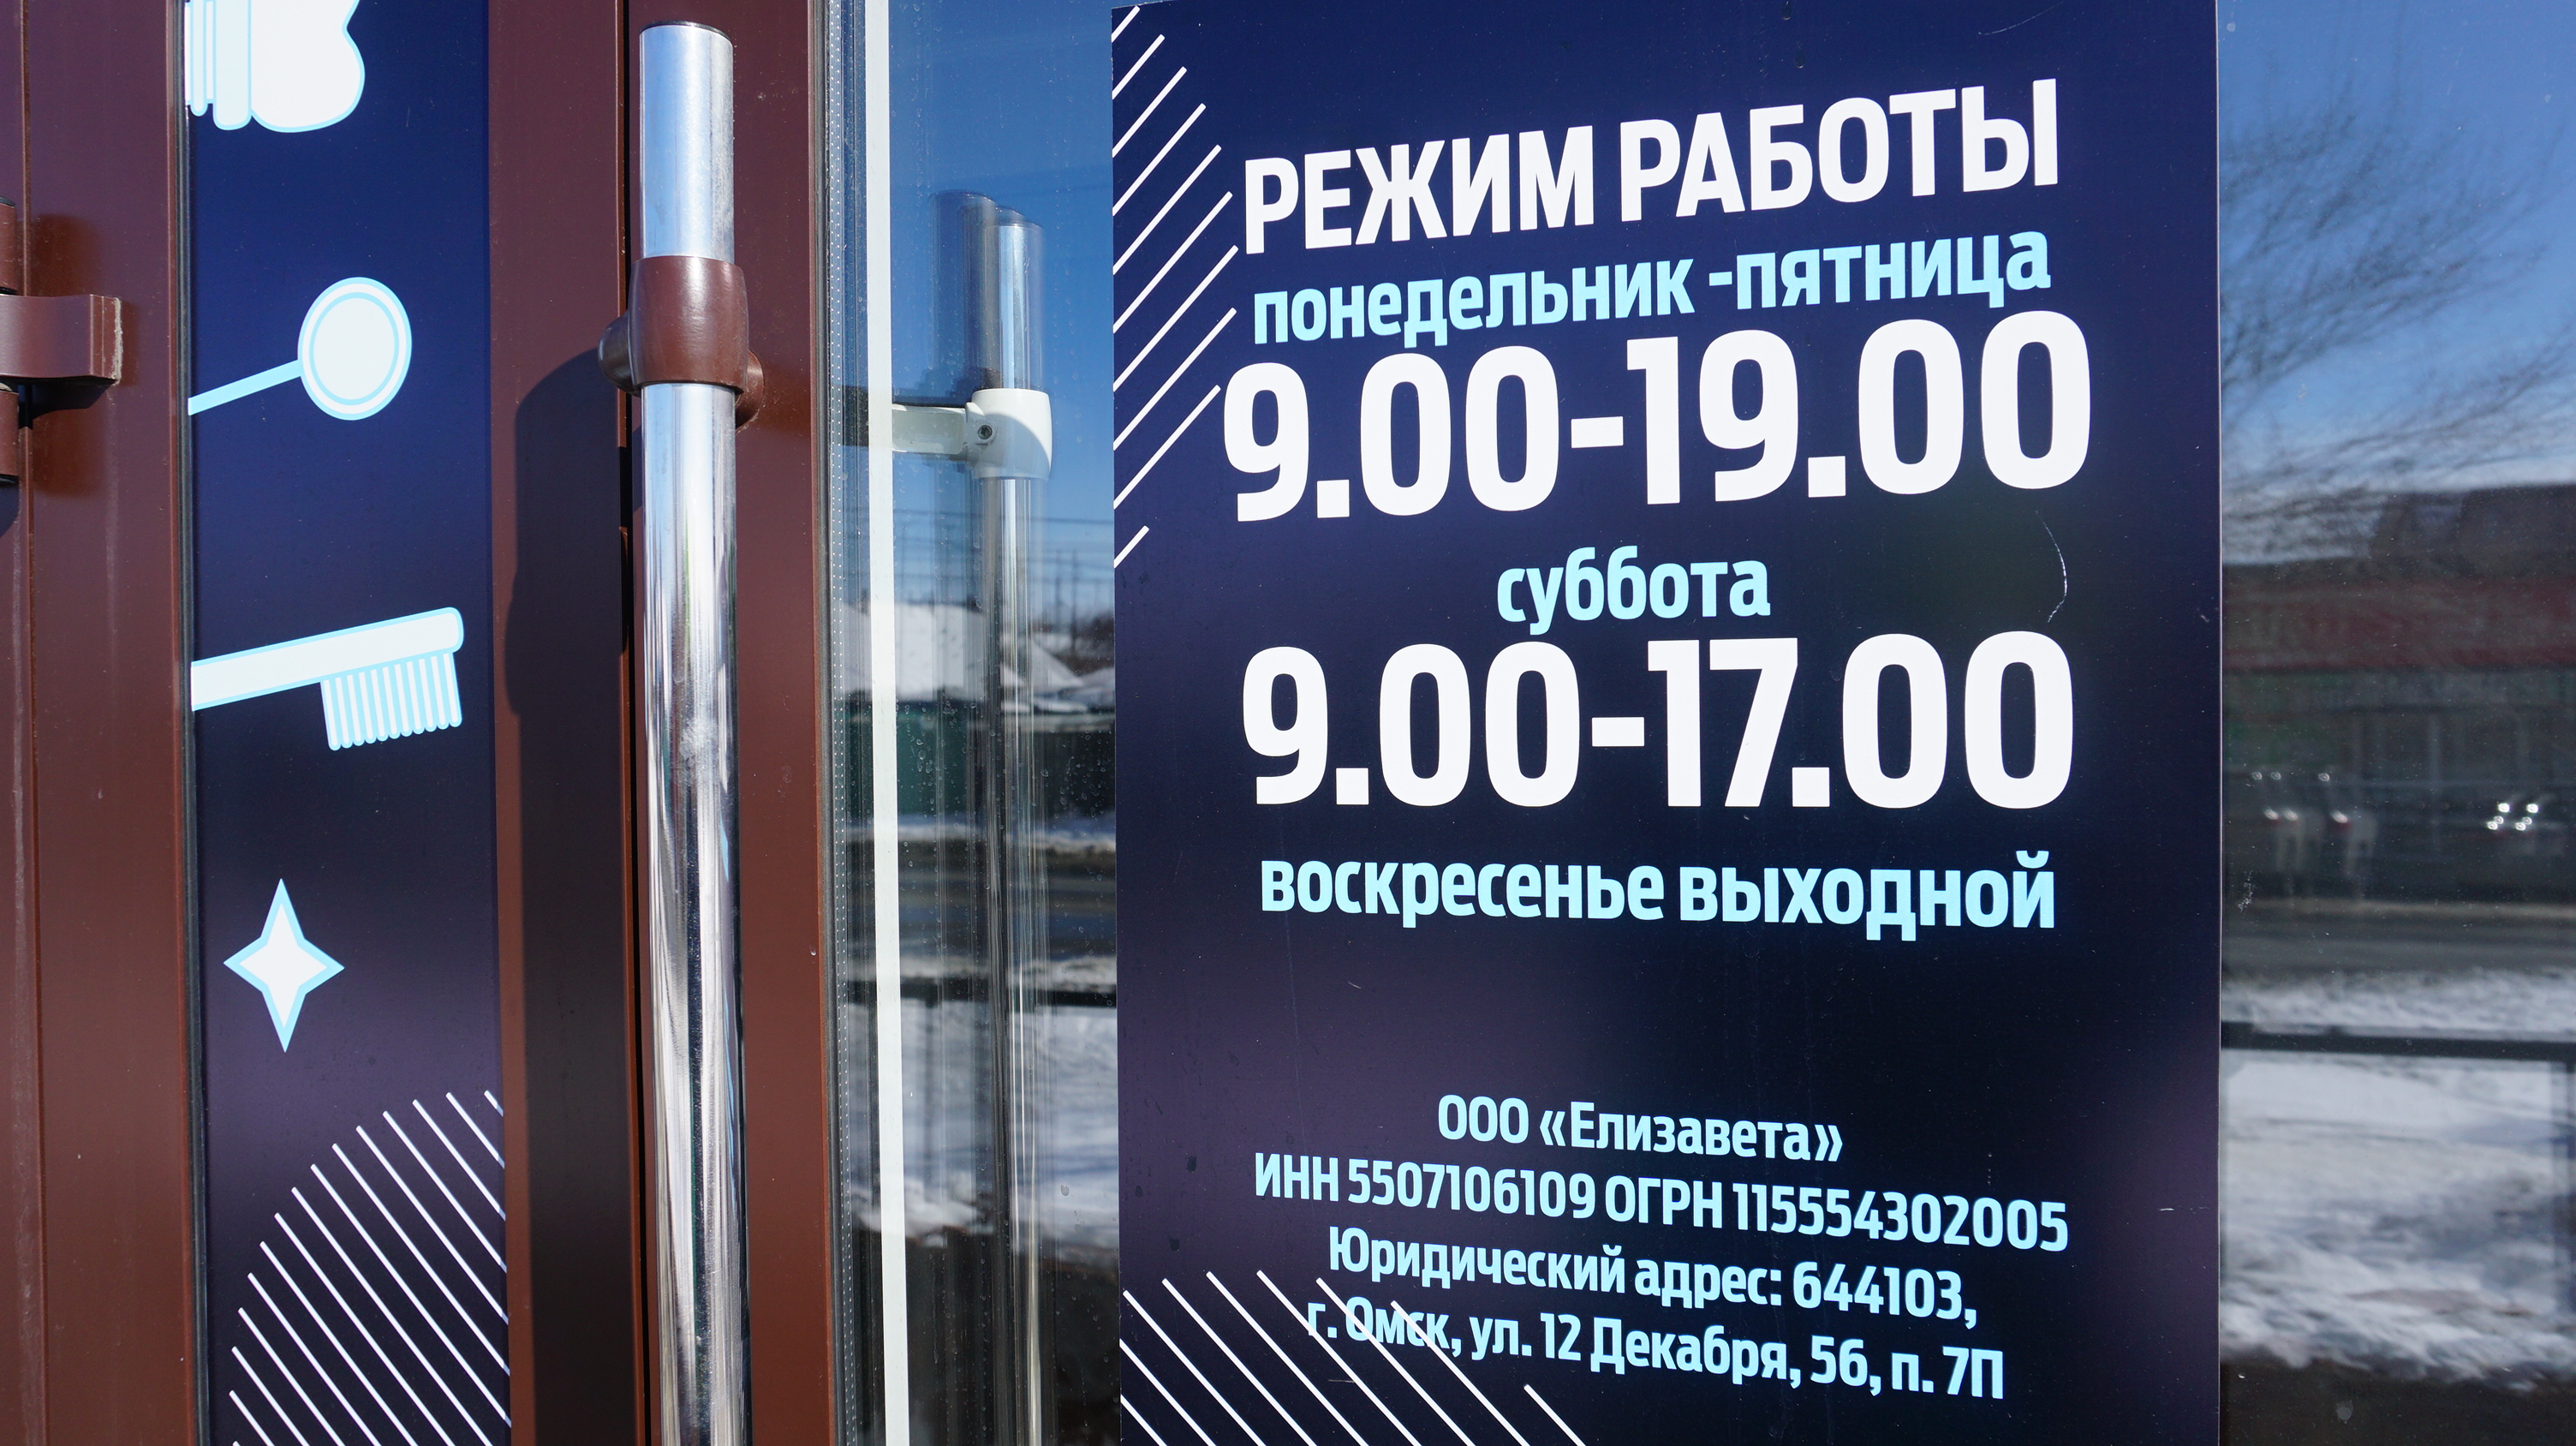 РЕЖИМ РАБОТЫ
понедельник -пятница
9.00-19.00
суббота
9.00-17.00
воскресенье выходной
ООО «Елизавета»
ИНН 5507106109 ОГРН 115554302005
Юридический адрес: 644103,
г. Омск, ул. 12 Декабря, 56, п. 7П